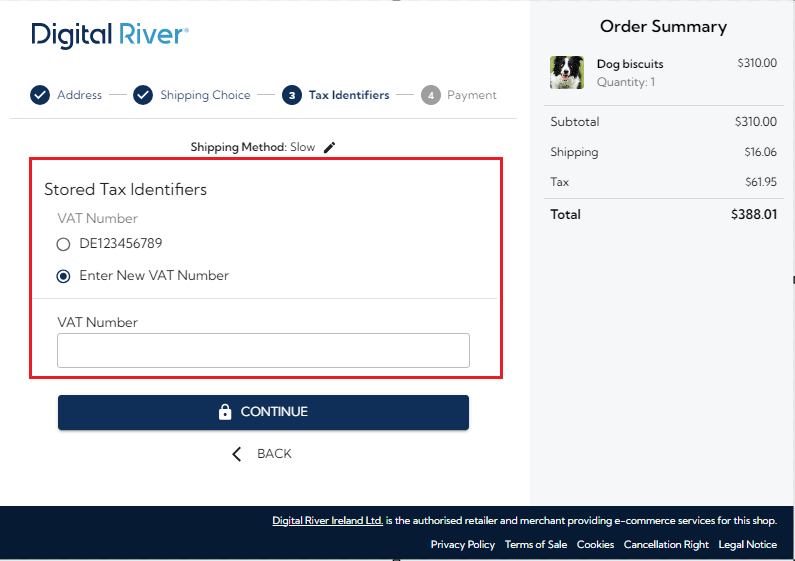 Digital River®
Address
Shipping Choice
3 Tax Identifiers
4 Payment
Shipping Method: Slow
Stored Tax Identifiers
VAT Number
DE123456789
Enter New VAT Number
VAT Number
CONTINUE
BACK
Order Summary
Dog biscuits $310.00
Quantity: 1
Subtotal $310.00
Shipping $16.06
Tax $61.95
Total $388.01
Digital River Ireland Ltd. is the authorised retailer and merchant providing e-commerce services for this shop.
Privacy Policy Terms of Sale Cookies Cancellation Right Legal Notice